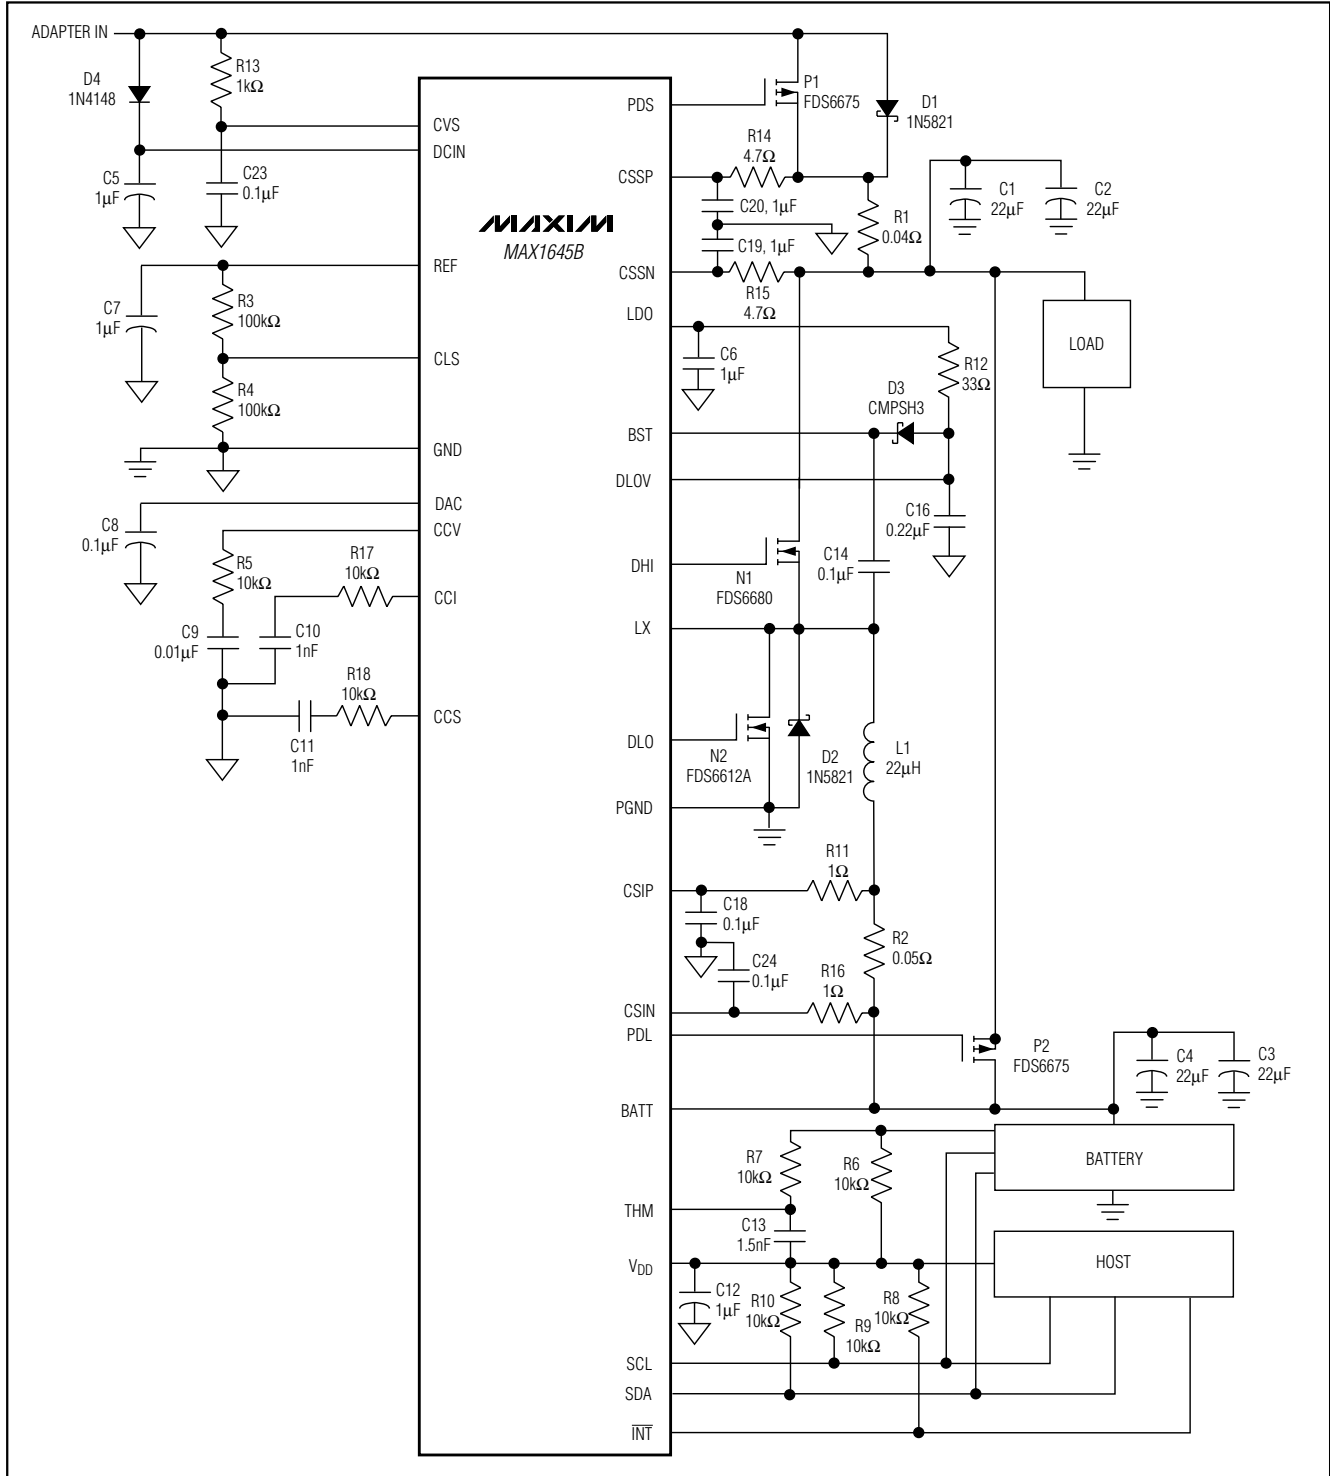 ADAPTER IN
D4
1N4148
R13
1kΩ
C5
1µF
C23
0.1µF
C7
1µF
R3
100kΩ
R4
100kΩ
C8
0.1µF
R5
10kΩ
R17
10kΩ
C9
0.01µF
C10
1nF
R18
10kΩ
C11
1nF
CVS
DCIN
REF
CLS
GND
DAC
CCV
CCI
CCS
MAXIM
MAX1645B
PDS
CSSP
CSSN
LDO
BST
DLOV
DHI
LX
DLO
PGND
CSIP
CSIN
PDL
BATT
THM
VDD
SCL
SDA
INT
P1
FDS6675
D1
1N5821
R14
4.7Ω
C20, 1µF
C19, 1µF
R15
4.7Ω
R1
0.04Ω
C1
22µF
C2
22µF
LOAD
C6
1µF
R12
33Ω
D3
CMPSH3
C16
0.22µF
C14
0.1µF
N1
FDS6680
N2
FDS6612A
D2
1N5821
L1
22µH
R11
1Ω
C18
0.1µF
C24
0.1µF
R16
1Ω
R2
0.05Ω
P2
FDS6675
C4
22µF
C3
22µF
R7
10kΩ
R6
10kΩ
BATTERY
C13
1.5nF
HOST
C12
1µF
R10
10kΩ
R9
10kΩ
R8
10kΩ